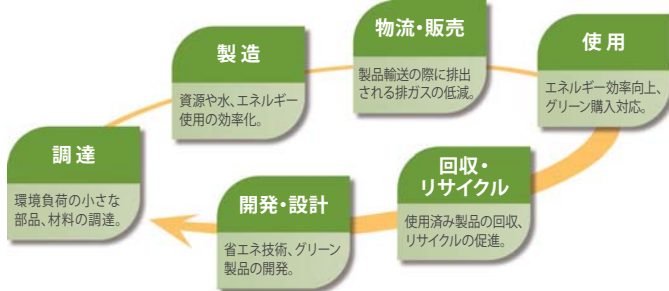 調達
環境負荷の小さな
部品、材料の調達。
製造
資源や水、エネルギー
使用の効率化。
物流・販売
製品輸送の際に排出
される排ガスの低減。
使用
エネルギー効率向上、
グリーン購入対応。
回収・
リサイクル
使用済み製品の回収、
リサイクルの促進。
開発・設計
省エネ技術、グリーン
製品の開発。